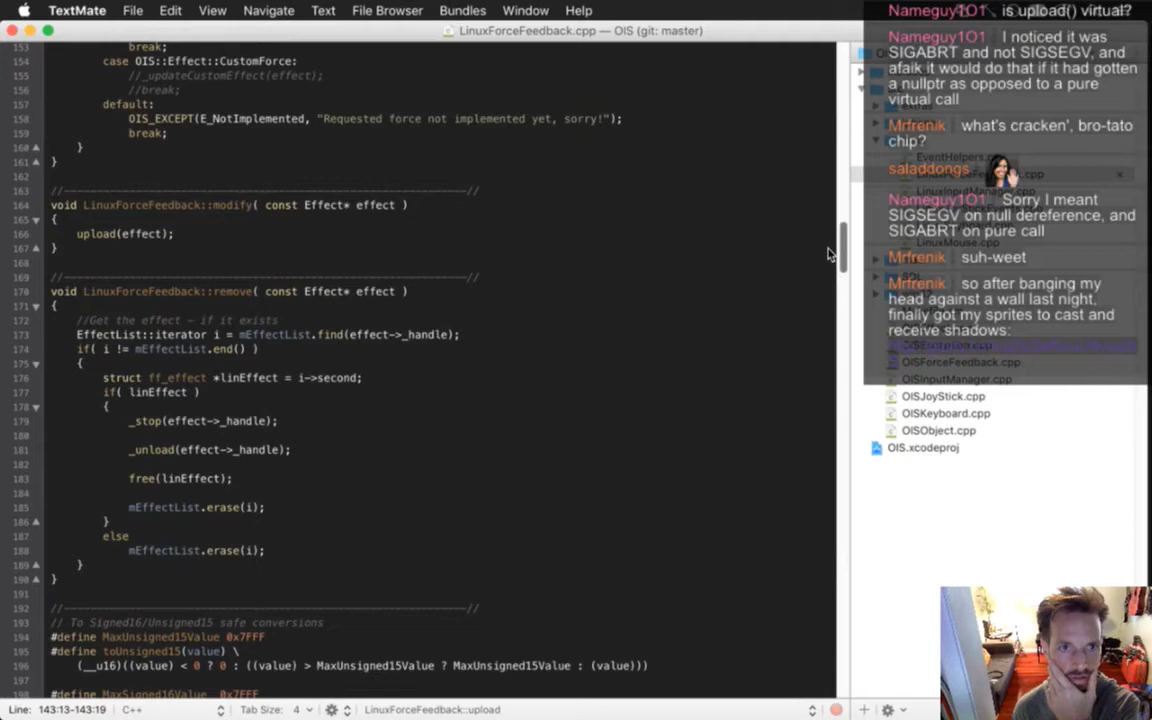 TextMate File Edit View Navigate Text File Browser Bundles Window Help
LinuxForceFeedback.cpp — OIS (git: master)
153 break;
154 case OIS::Effect::CustomForce:
155 //_updateCustomEffect(effect);
156 //break;
157 default:
158 OIS_EXCEPT(E_NotImplemented, "Requested force not implemented yet, sorry!");
159 break;
160 }
161 }
162
163 //——————————————————————————//
164 void LinuxForceFeedback::modify( const Effect* effect )
165 {
166 upload(effect);
167 }
168
169 //——————————————————————————//
170 void LinuxForceFeedback::remove( const Effect* effect )
171 {
172 //Get the effect — if it exists
173 EffectList::iterator i = mEffectList.find(effect->_handle);
174 if( i != mEffectList.end() )
175 {
176 struct ff_effect *linEffect = i->second;
177 if( linEffect )
178 {
179 _stop(effect->_handle);
180
181 _unload(effect->_handle);
182
183 free(linEffect);
184
185 mEffectList.erase(i);
186 }
187 else
188 mEffectList.erase(i);
189 }
190 }
191
192 //——————————————————————————//
193 // To Signed16/Unsigned15 safe conversions
194 #define MaxUnsigned15Value 0x7FFF
195 #define toUnsigned15(value) \
196 (__u16)((value) < 0 ? 0 : ((value) > MaxUnsigned15Value ? MaxUnsigned15Value : (value)))
197
198 #define MaxSigned16Value 0x7FFF
Line: 143:13-143:19 C++ Tab Size: 4 LinuxForceFeedback::upload
Nameguy1O1 is upload() virtual?
Nameguy1O1 I noticed it was
SIGABRT and not SIGSEGV, and
afaik it would do that if it had gotten
a nullptr as opposed to a pure
virtual call
Mrfrenik what's cracken', bro-tato
chip?
saladdongs
Nameguy1O1 Sorry I meant
SIGSEGV on null dereference, and
SIGABRT on pure call
Mrfrenik suh-weet
Mrfrenik so after banging my
head against a wall last night,
finally got my sprites to cast and
receive shadows:
LinuxMouse.cpp
OISException.cpp
OISForceFeedback.cpp
OISInputManager.cpp
OISJoyStick.cpp
OISKeyboard.cpp
OISObject.cpp
OIS.xcodeproj